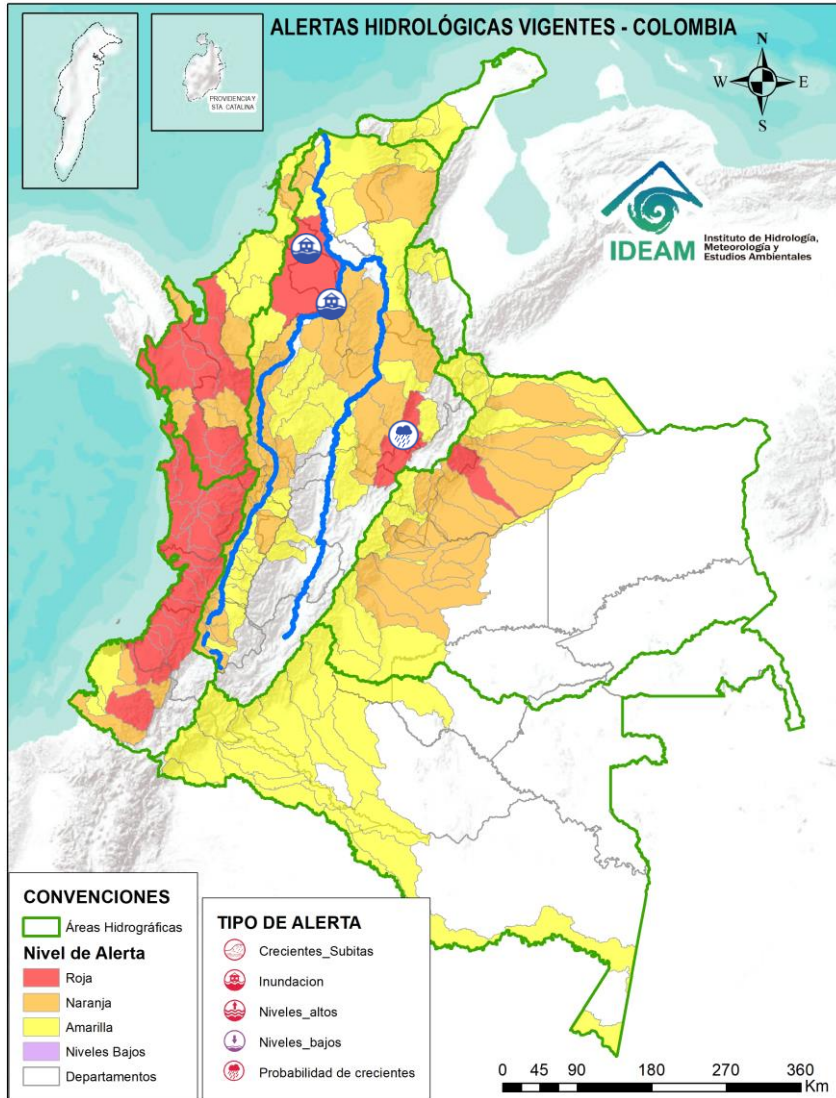 ALERTAS HIDROLÓGICAS VIGENTES - COLOMBIA
PROVIDENCIA Y
STA. CATALINA
N
W
E
S
IDEAM
Instituto de Hidrología,
Meteorología y
Estudios Ambientales
CONVENCIONES
Áreas Hidrográficas
Nivel de Alerta
Roja
Naranja
Amarilla
Niveles Bajos
Departamentos
TIPO DE ALERTA
Crecientes_Subitas
Inundacion
Niveles_altos
Niveles_bajos
Probabilidad de crecientes
0 45 90 180 270 360
Km